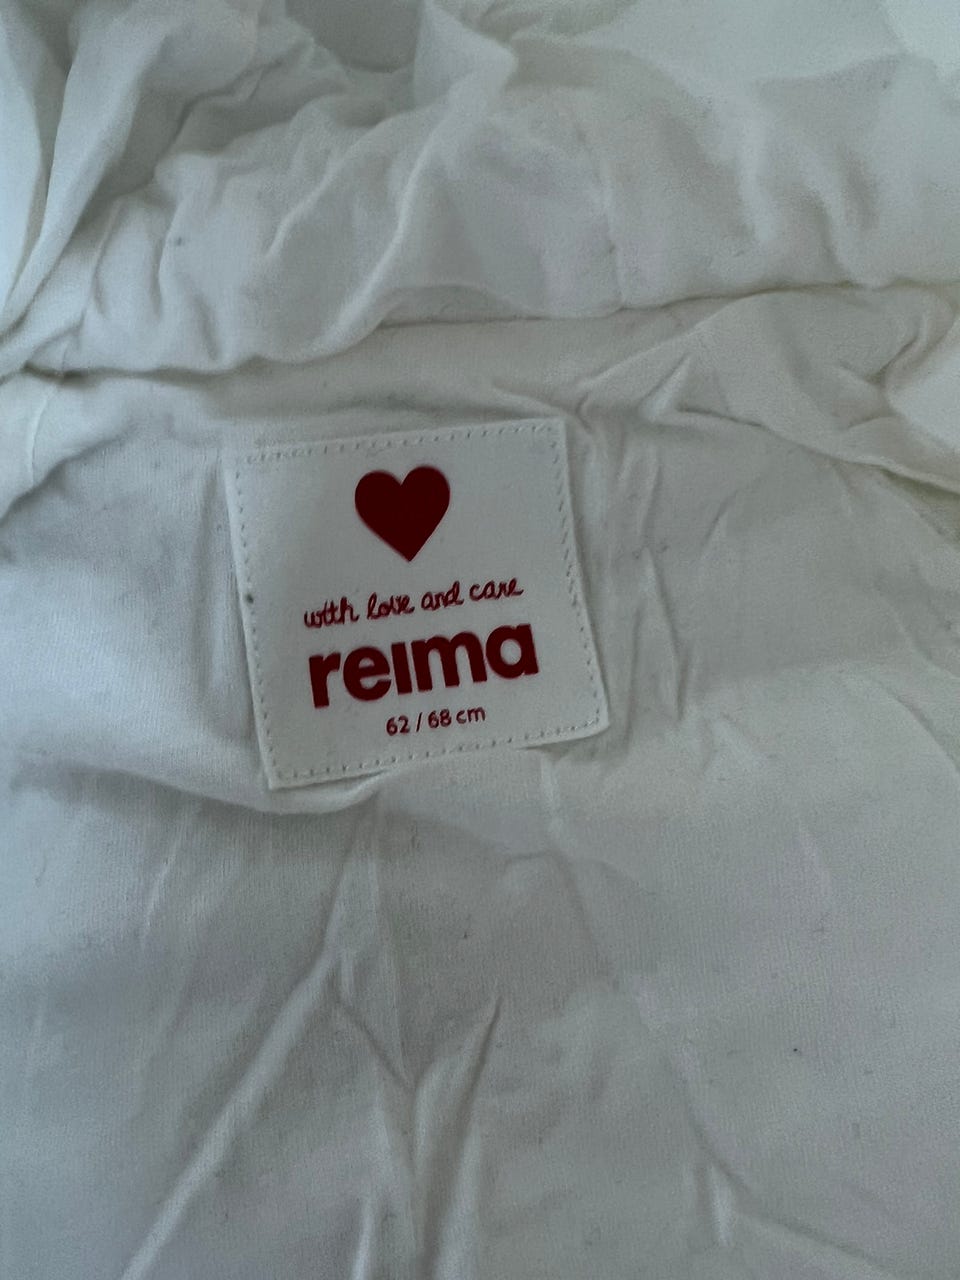 with love and care
reima
62 / 68 cm